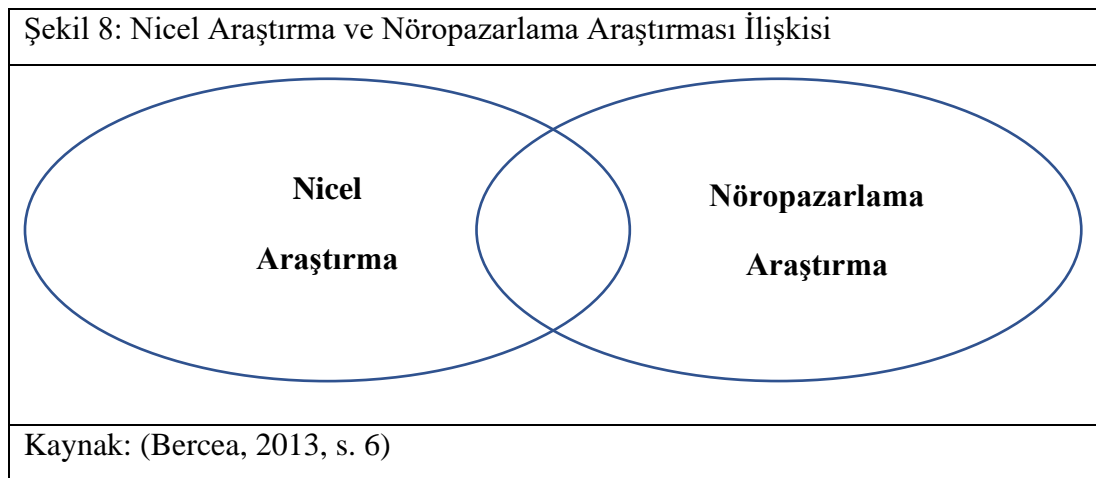 Şekil 8: Nicel Araştırma ve Nöropazarlama Araştırması İlişkisi
Nicel
Araştırma
Nöropazarlama
Araştırma
Kaynak: (Bercea, 2013, s. 6)